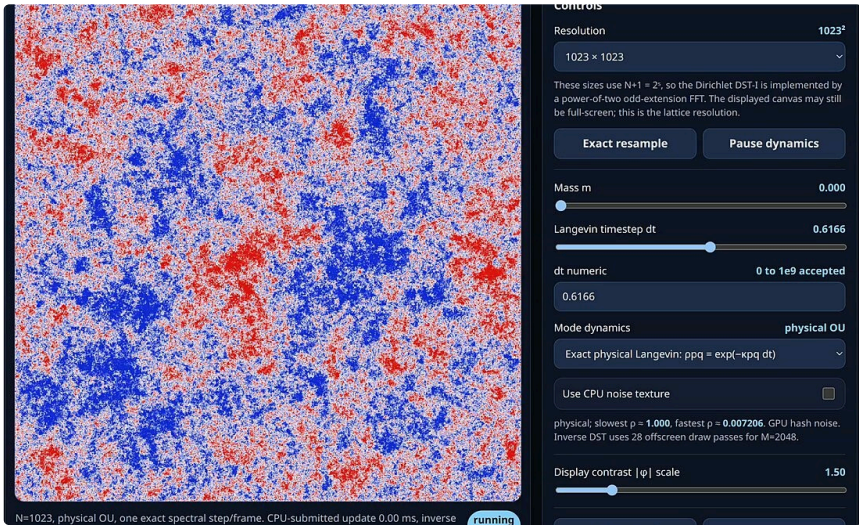 Controls
Resolution 1023²
1023 × 1023
These sizes use N+1 = 2ˢ, so the Dirichlet DST-I is implemented by
a power-of-two odd-extension FFT. The displayed canvas may still
be full-screen; this is the lattice resolution.
Exact resample Pause dynamics
Mass m 0.000
Langevin timestep dt 0.6166
dt numeric 0 to 1e9 accepted
0.6166
Mode dynamics physical OU
Exact physical Langevin: ρpq = exp(−κpq dt)
Use CPU noise texture
physical; slowest ρ = 1.000, fastest ρ = 0.007206. GPU hash noise.
Inverse DST uses 28 offscreen draw passes for M=2048.
Display contrast |φ| scale 1.50
N=1023, physical OU, one exact spectral step/frame. CPU-submitted update 0.00 ms, inverse
running